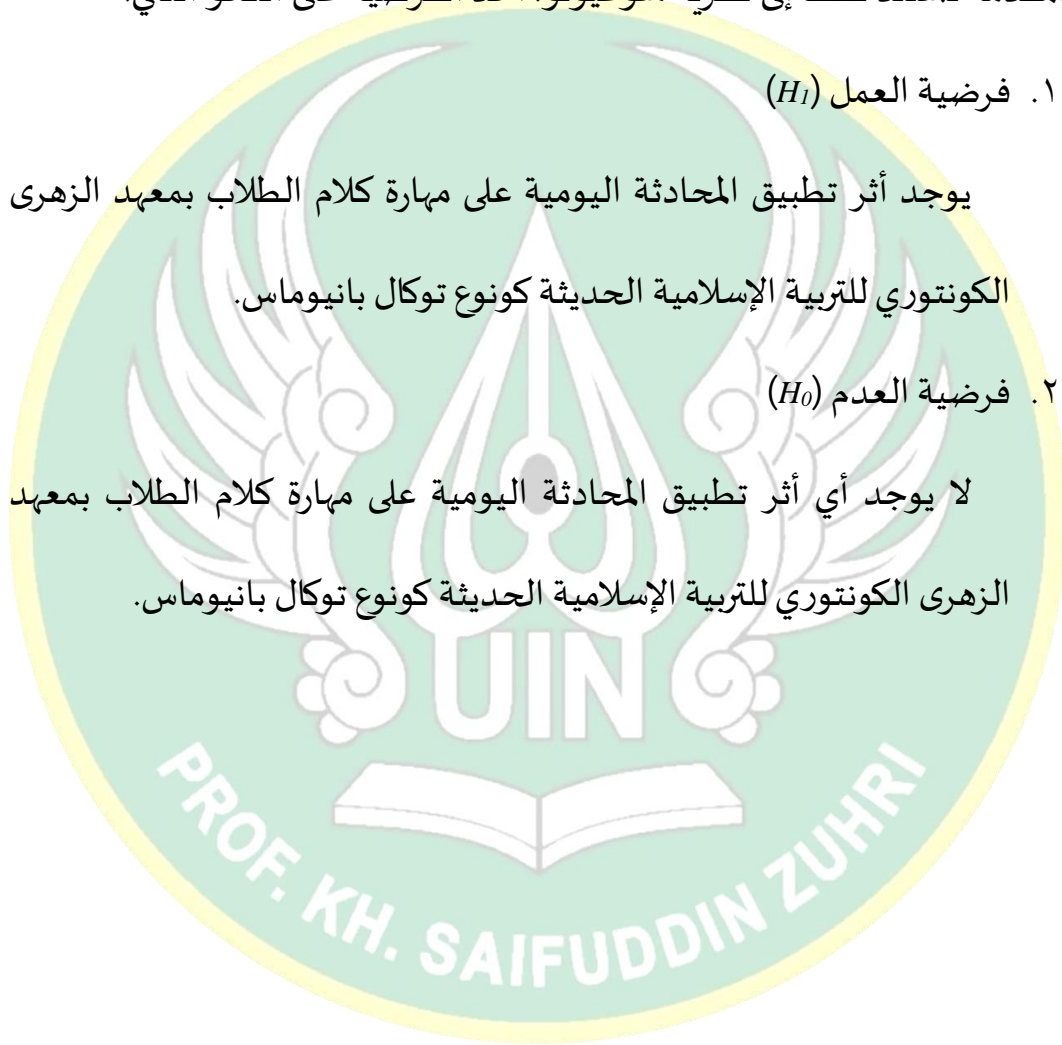 ١. فرضية العمل (H1)
يوجد أثر تطبيق المحادثة اليومية على مهارة كلام الطلاب بمعهد الزهرى
الكونتوري للتربية الإسلامية الحديثة كونوع توكال بانيوماس.
٢. فرضية العدم (H0)
لا يوجد أي أثر تطبيق المحادثة اليومية على مهارة كلام الطلاب بمعهد
الزهرى الكونتوري للتربية الإسلامية الحديثة كونوع توكال بانيوماس.
UIN
PROF. KH. SAIFUDDIN ZUHRI